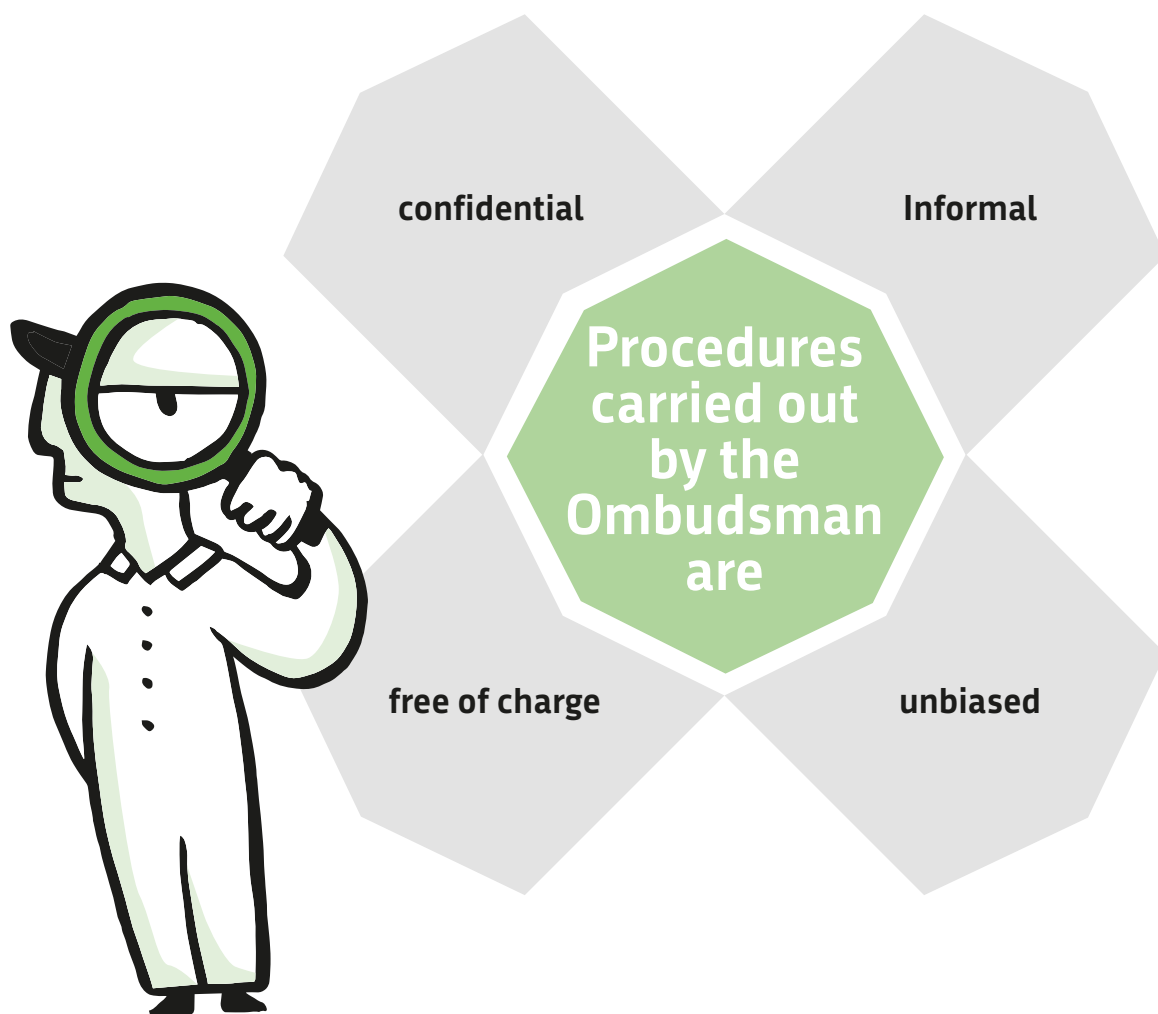 confidential
Informal
Procedures
carried out
by the
Ombudsman
are
free of charge
unbiased